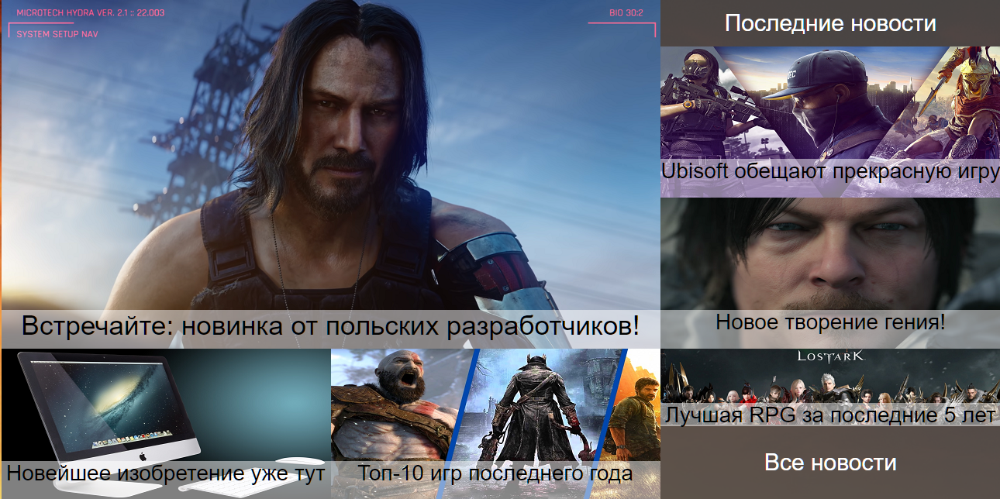 MICROTECH HYDRA VER. 2.1 :: 22.003
BIO 30:2
SYSTEM SETUP NAV
Встречайте: новинка от польских разработчиков!
Новейшее изобретение уже тут
Топ-10 игр последнего года
Последние новости
Ubisoft обещают прекрасную игру
Новое творение гения!
LOSTARK
Лучшая RPG за последние 5 лет
Все новости